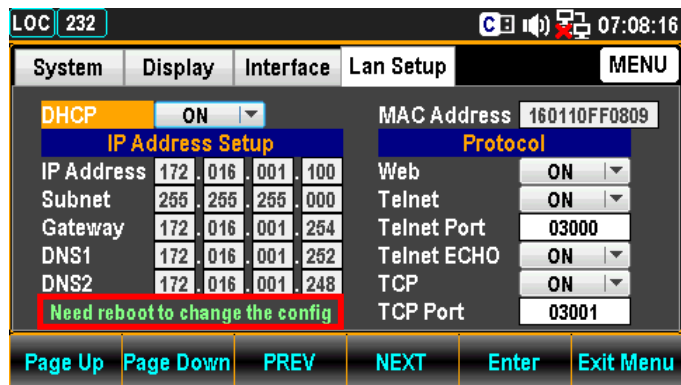 LOC 232 C 07:08:16
System Display Interface Lan Setup MENU
DHCP ON MAC Address 160110FF0809
IP Address Setup Protocol
IP Address 172 . 016 . 001 . 100 Web ON
Subnet 255 . 255 . 255 . 000 Telnet ON
Gateway 172 . 016 . 001 . 254 Telnet Port 03000
DNS1 172 . 016 . 001 . 252 Telnet ECHO ON
DNS2 172 . 016 . 001 . 248 TCP ON
Need reboot to change the config TCP Port 03001
Page Up Page Down PREV NEXT Enter Exit Menu